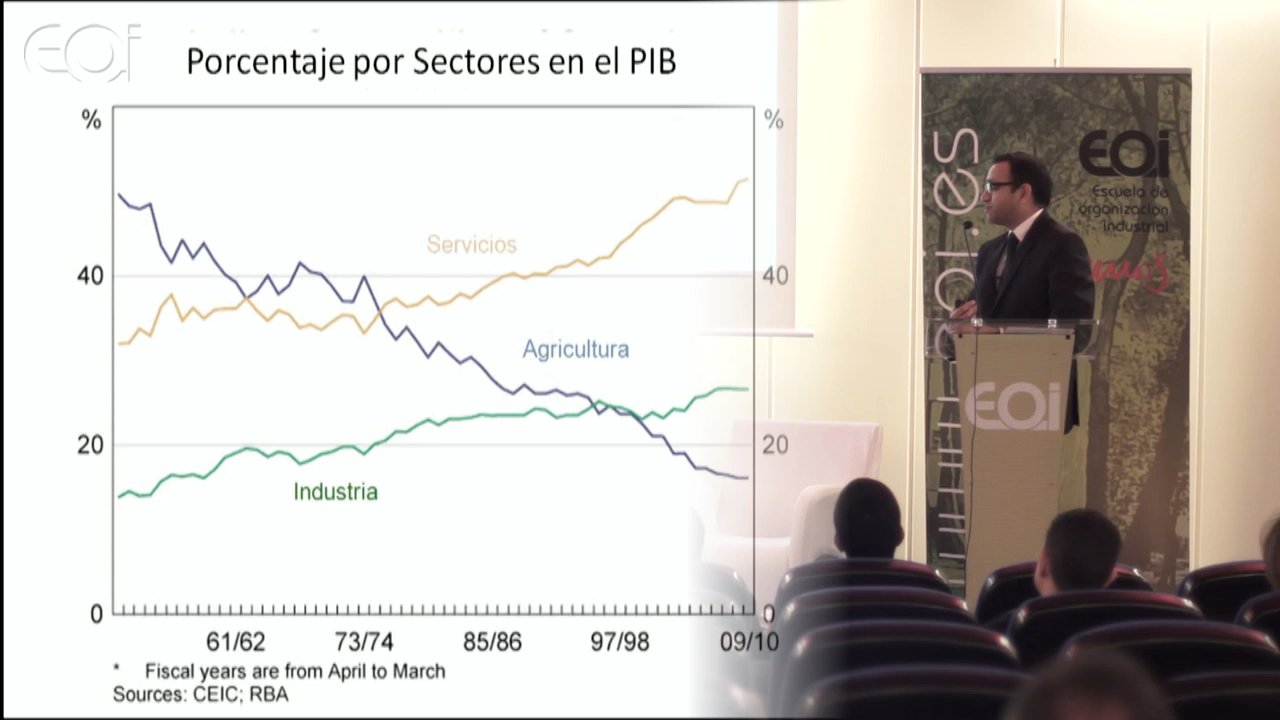 EOi
Porcentaje por Sectores en el PIB
% %
Servicios
40 40
Agricultura
20 20
Industria
0 0
61/62 73/74 85/86 97/98 09/10
* Fiscal years are from April to March
Sources: CEIC; RBA
EOi
Escuela de
organización
industrial
EOi